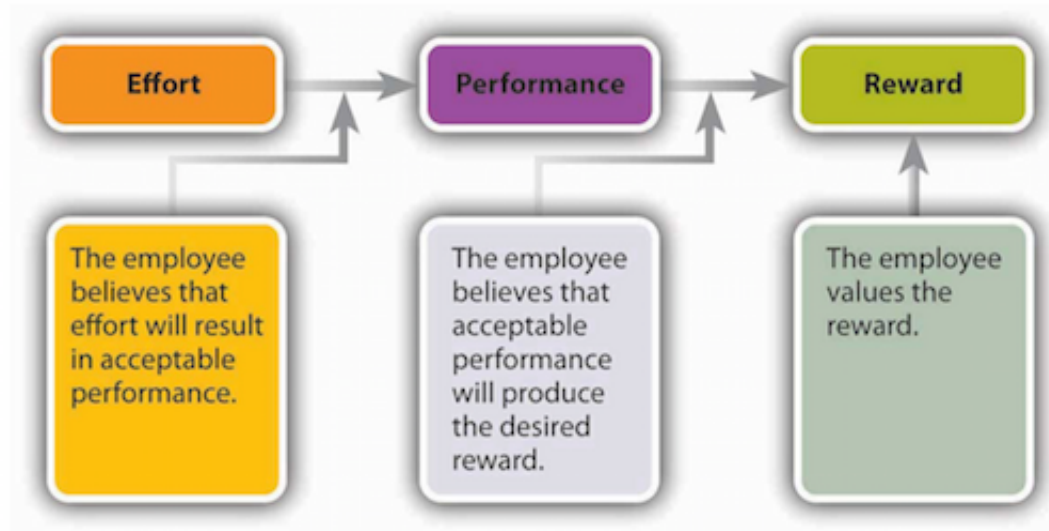 Effort
Performance
Reward
The employee
believes that
effort will result
in acceptable
performance.
The employee
believes that
acceptable
performance
will produce
the desired
reward.
The employee
values the
reward.